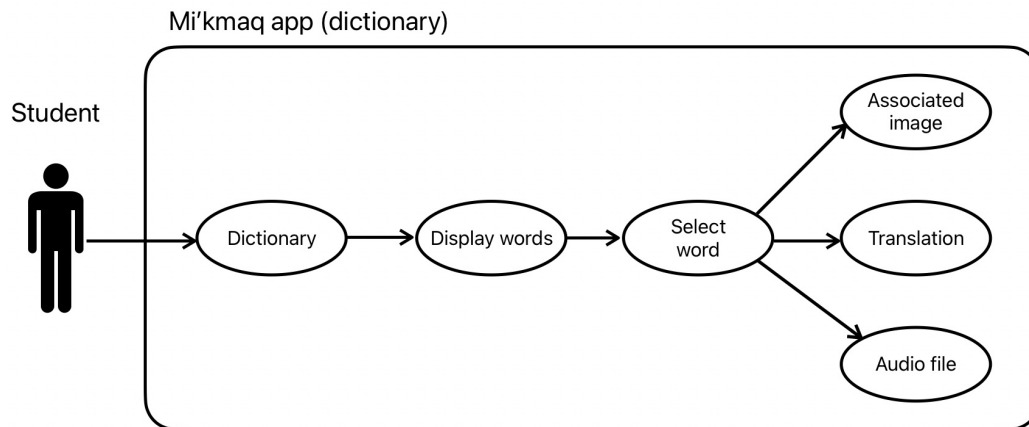 Mi’kmaq app (dictionary)
Student
Dictionary
Display words
Select
word
Associated
image
Translation
Audio file